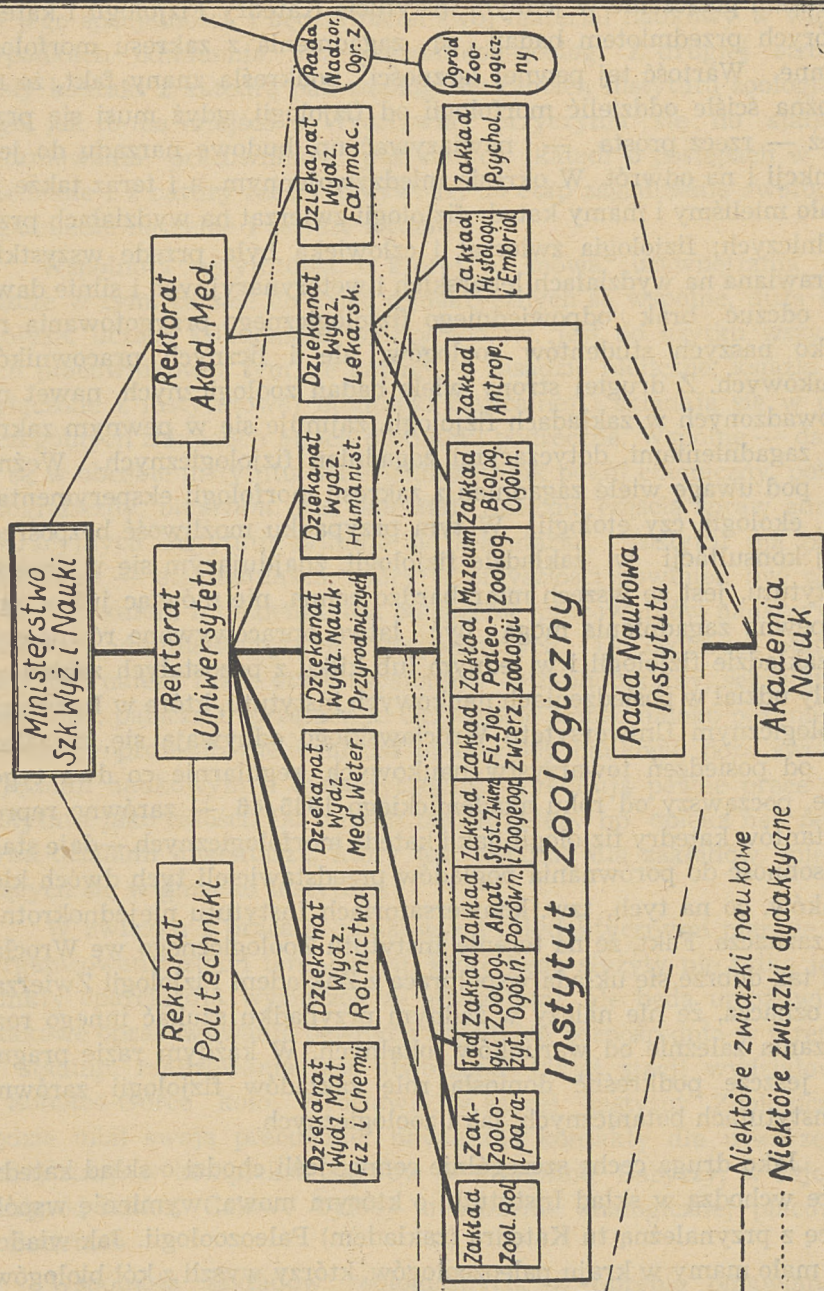 Ministerstwo
Szk. Wyż. i Nauki
Rektorat
Politechniki
Rektorat
Uniwersytetu
Rektorat
Akad. Med.
Dziekanat
Wydz. Mat.
Fiz. i Chemii
Dziekanat
Wydz.
Rolnictwa
Dziekanat
Wydz.
Med. Weter.
Dziekanat
Wydz. Nauk
Przyrodniczych
Dziekanat
Wydz.
Humanist.
Dziekanat
Wydz.
Lekarsk.
Dziekanat
Wydz.
Farmac.
Rada
Nadzor.
Ogr. Z
Zakład
Zool. Rol
Zak-
Zoolo-
i para-
ład
gii
zyt.
Zakład
Zoolog.
Ogóln.
Zakład
Anat.
Porówn.
Zakład
Syst. Zwierz.
i Zoogeogr.
Zakład
Fizjol.
Zwierz.
Zakład
Paleo-
zoologii
Muzeum
Zoolog.
Zakład
Biolog.
Ogóln.
Zakład
Antrop.
Zakład
Histologii
i Embriol.
Zakład
Psychol.
Ogród
Zoo-
logicz-
ny
Instytut Zoologiczny
Rada Naukowa
Instytutu
Akademia
Nauk
Niektóre związki naukowe
Niektóre związki dydaktyczne